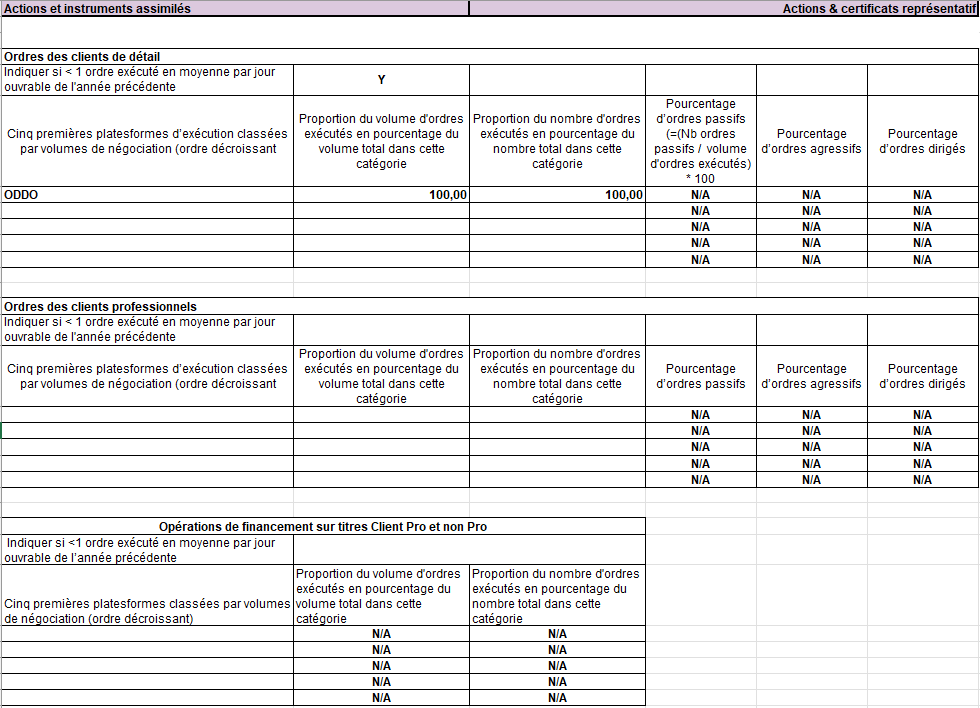 Actions et instruments assimilés
Actions & certificats représentatif
Ordres des clients de détail
Indiquer si < 1 ordre exécuté en moyenne par jour
ouvrable de l'année précédente
Y
Cinq premières platesformes d'exécution classées
par volumes de négociation (ordre décroissant
Proportion du volume d'ordres
exécutés en pourcentage du
volume total dans cette
catégorie
Proportion du nombre d'ordres
exécutés en pourcentage du
nombre total dans cette
catégorie
Pourcentage
d'ordres passifs
(=(Nb ordres
passifs / volume
d'ordres exécutés)
* 100
Pourcentage
d'ordres agressifs
Pourcentage
d'ordres dirigés
ODDO 100,00 100,00 N/A N/A N/A
N/A N/A N/A
N/A N/A N/A
N/A N/A N/A
N/A N/A N/A
Ordres des clients professionnels
Indiquer si < 1 ordre exécuté en moyenne par jour
ouvrable de l'année précédente
Cinq premières platesformes d'exécution classées
par volumes de négociation (ordre décroissant
Proportion du volume d'ordres
exécutés en pourcentage du
volume total dans cette
catégorie
Proportion du nombre d'ordres
exécutés en pourcentage du
nombre total dans cette
catégorie
Pourcentage
d'ordres passifs
Pourcentage
d'ordres agressifs
Pourcentage
d'ordres dirigés
N/A N/A N/A
N/A N/A N/A
N/A N/A N/A
N/A N/A N/A
N/A N/A N/A
Opérations de financement sur titres Client Pro et non Pro
Indiquer si <1 ordre exécuté en moyenne par jour
ouvrable de l'année précédente
Cinq premières platesformes classées par volumes
de négociation (ordre décroissant)
Proportion du volume d'ordres
exécutés en pourcentage du
volume total dans cette
catégorie
Proportion du nombre d'ordres
exécutés en pourcentage du
nombre total dans cette
catégorie
N/A N/A
N/A N/A
N/A N/A
N/A N/A
N/A N/A